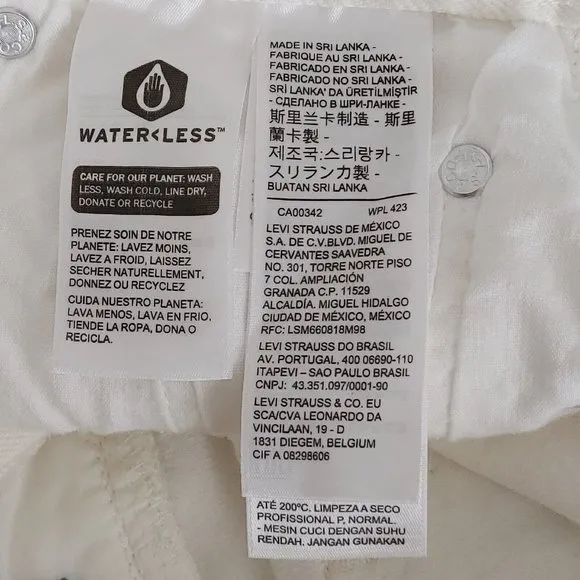 WATER<LESS™
CARE FOR OUR PLANET: WASH
LESS, WASH COLD, LINE DRY,
DONATE OR RECYCLE
PRENEZ SOIN DE NOTRE
PLANETE: LAVEZ MOINS,
LAVEZ A FROID, LAISSEZ
SECHER NATURELLEMENT,
DONNEZ OU RECYCLEZ
CUIDA NUESTRO PLANETA:
LAVA MENOS, LAVA EN FRIO,
TIENDE LA ROPA, DONA O
RECICLA.
MADE IN SRI LANKA -
FABRIQUE AU SRI LANKA -
FABRICADO EN SRI LANKA -
FABRICADO NO SRI LANKA -
SRİ LANKA' DA ÜRETİLMİŞTİR
- СДЕЛАНО В ШРИ-ЛАНКЕ -
斯里兰卡制造 - 斯里
蘭卡製 -
제조국:스리랑카 -
スリランカ製 -
BUATAN SRI LANKA
CA00342 WPL 423
LEVI STRAUSS DE MÉXICO
S.A. DE C.V.BLVD. MIGUEL DE
CERVANTES SAAVEDRA
NO. 301, TORRE NORTE PISO
7 COL. AMPLIACIÓN
GRANADA C.P. 11529
ALCALDÍA. MIGUEL HIDALGO
CIUDAD DE MÉXICO, MÉXICO
RFC: LSM660818M98
LEVI STRAUSS DO BRASIL
AV. PORTUGAL, 400 06690-110
ITAPEVI – SAO PAULO BRASIL
CNPJ: 43.351.097/0001-90
LEVI STRAUSS & CO. EU
SCA/CVA LEONARDO DA
VINCILAAN, 19 - D
1831 DIEGEM, BELGIUM
CIF A 08298606
ATÉ 200ºC. LIMPEZA A SECO
PROFISSIONAL P, NORMAL.
- MESIN CUCI DENGAN SUHU
RENDAH. JANGAN GUNAKAN